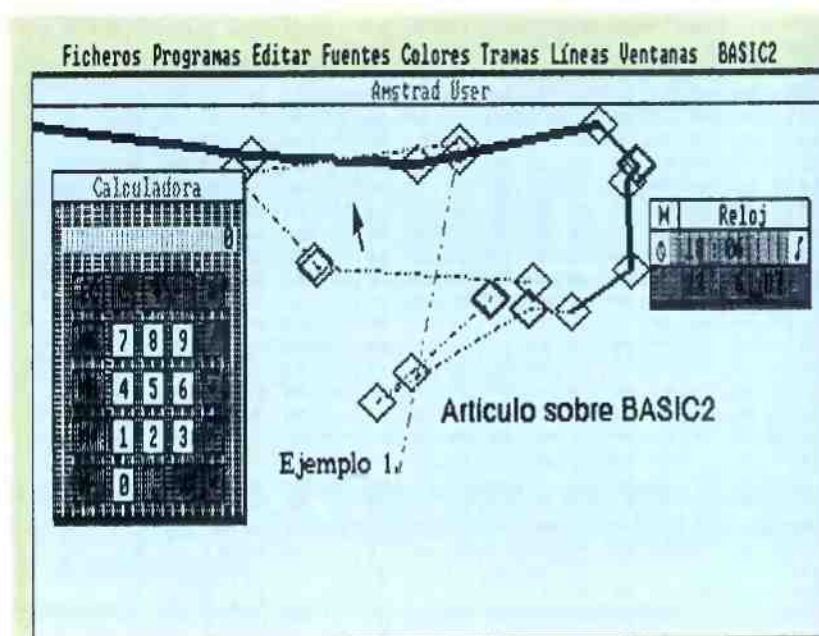 Ficheros Programas Editar Fuentes Colores Tramas Líneas Ventanas BASIC2
Amstrad User
Calculadora
0
7 8 9
4 5 6
1 2 3
0
Reloj
Artículo sobre BASIC2
Ejemplo 1.